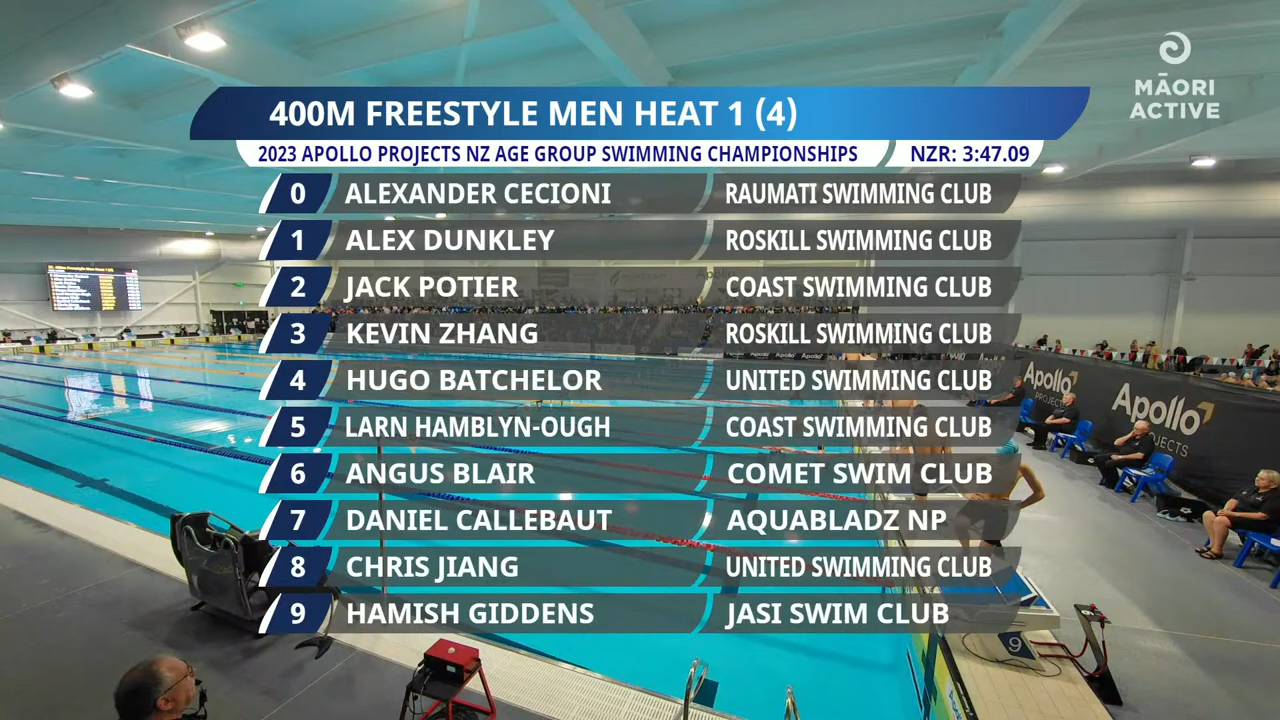 MĀORI
ACTIVE
400M FREESTYLE MEN HEAT 1 (4)
2023 APOLLO PROJECTS NZ AGE GROUP SWIMMING CHAMPIONSHIPS NZR: 3:47.09
0 ALEXANDER CECIONI RAUMATI SWIMMING CLUB
1 ALEX DUNKLEY ROSKILL SWIMMING CLUB
2 JACK POTIER COAST SWIMMING CLUB
3 KEVIN ZHANG ROSKILL SWIMMING CLUB
4 HUGO BATCHELOR UNITED SWIMMING CLUB
5 LARN HAMBLYN-OUGH COAST SWIMMING CLUB
6 ANGUS BLAIR COMET SWIM CLUB
7 DANIEL CALLEBAUT AQUABLADZ NP
8 CHRIS JIANG UNITED SWIMMING CLUB
9 HAMISH GIDDENS JASI SWIM CLUB
Apollo
PROJECTS
Apollo
PROJECTS
9